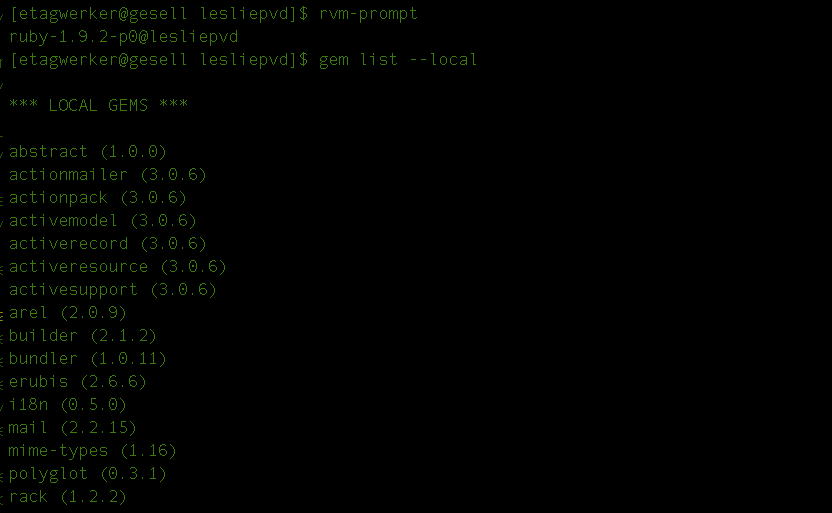 [etagwerker@gesell lesliepvd]$ rvm-prompt
ruby-1.9.2-p0@lesliepvd
[etagwerker@gesell lesliepvd]$ gem list --local
*** LOCAL GEMS ***
abstract (1.0.0)
actionmailer (3.0.6)
actionpack (3.0.6)
activemodel (3.0.6)
activerecord (3.0.6)
activeresource (3.0.6)
activesupport (3.0.6)
arel (2.0.9)
builder (2.1.2)
bundler (1.0.11)
erubis (2.6.6)
i18n (0.5.0)
mail (2.2.15)
mime-types (1.16)
polyglot (0.3.1)
rack (1.2.2)